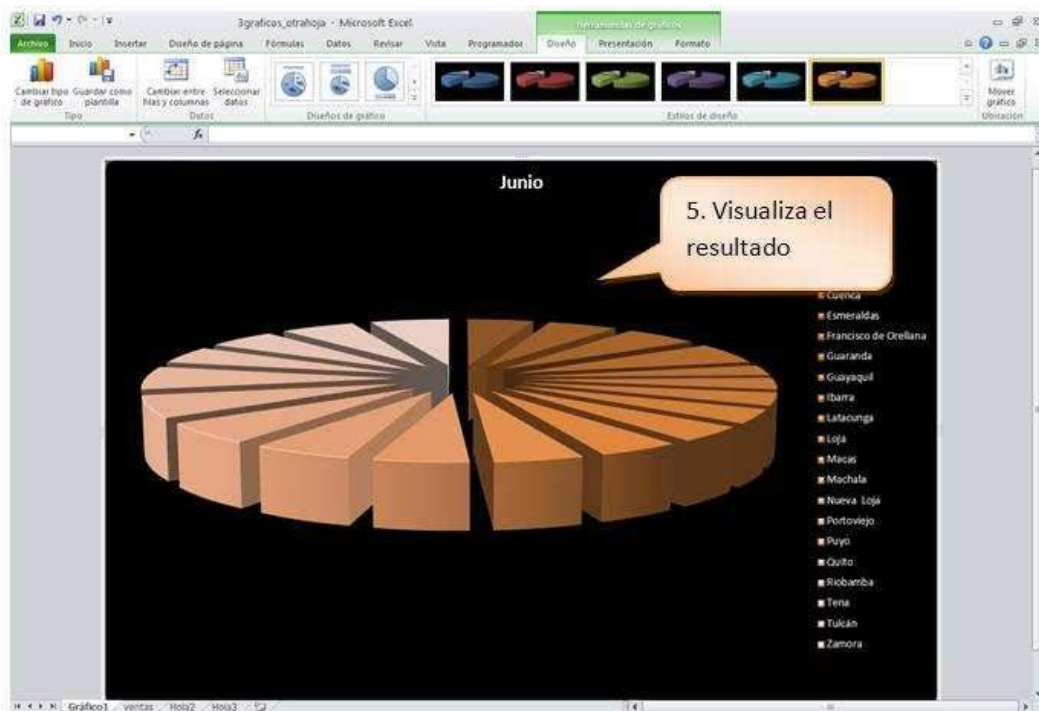 3graficos_otrahoja - Microsoft Excel
Herramientas de gráficos
Archivo Inicio Insertar Diseño de página Fórmulas Datos Revisar Vista Programador Diseño Presentación Formato
Cambiar tipo de gráfico
Guardar como plantilla
Cambiar entre filas y columnas
Seleccionar datos
Mover gráfico
Tipo Datos Diseños de gráfico Estilos de diseño Ubicación
fx
Junio
5. Visualiza el
resultado
Cuenca
Esmeraldas
Francisco de Orellana
Guaranda
Guayaquil
Ibarra
Latacunga
Loja
Macas
Machala
Nueva Loja
Portoviejo
Puyo
Quito
Riobamba
Tena
Tulcán
Zamora
Gráfico1 ventas Hoja2 Hoja3